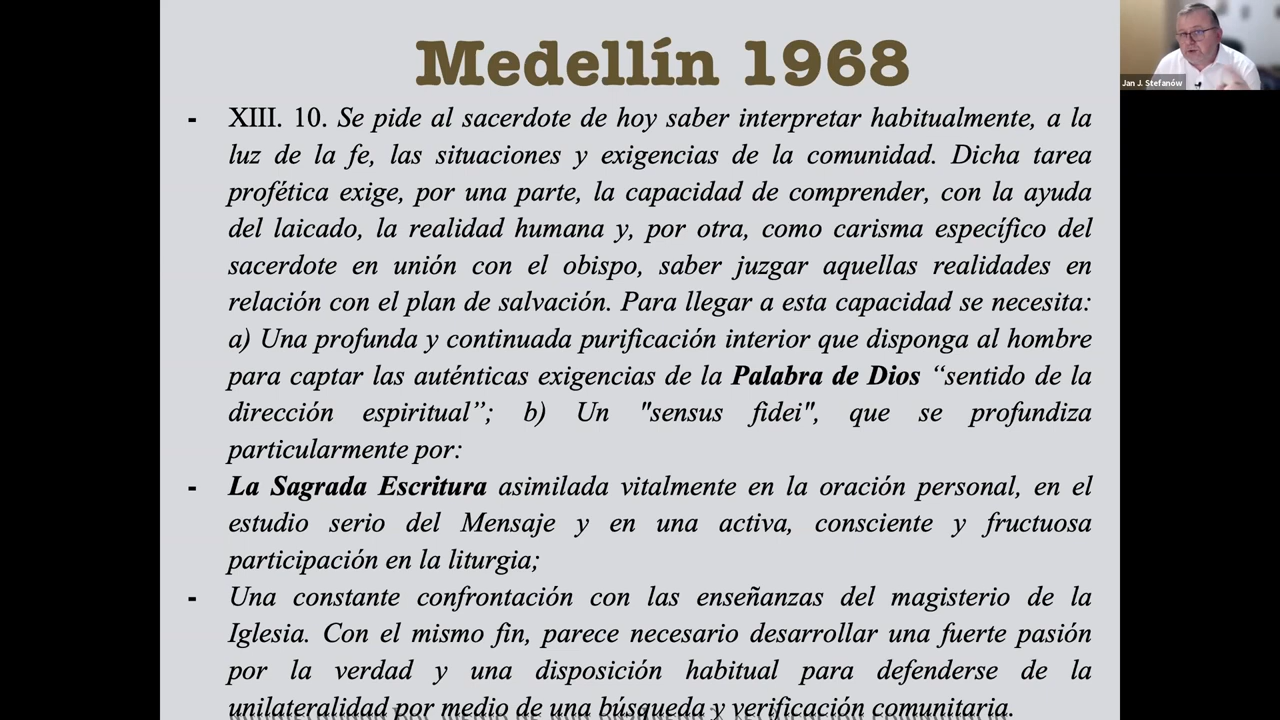 Medellín 1968
- XIII. 10. Se pide al sacerdote de hoy saber interpretar habitualmente, a la
luz de la fe, las situaciones y exigencias de la comunidad. Dicha tarea
profética exige, por una parte, la capacidad de comprender, con la ayuda
del laicado, la realidad humana y, por otra, como carisma específico del
sacerdote en unión con el obispo, saber juzgar aquellas realidades en
relación con el plan de salvación. Para llegar a esta capacidad se necesita:
a) Una profunda y continuada purificación interior que disponga al hombre
para captar las auténticas exigencias de la Palabra de Dios “sentido de la
dirección espiritual”; b) Un "sensus fidei", que se profundiza
particularmente por:
- La Sagrada Escritura asimilada vitalmente en la oración personal, en el
estudio serio del Mensaje y en una activa, consciente y fructuosa
participación en la liturgia;
- Una constante confrontación con las enseñanzas del magisterio de la
Iglesia. Con el mismo fin, parece necesario desarrollar una fuerte pasión
por la verdad y una disposición habitual para defenderse de la
unilateralidad por medio de una búsqueda y verificación comunitaria.
Jan J. Stefanów